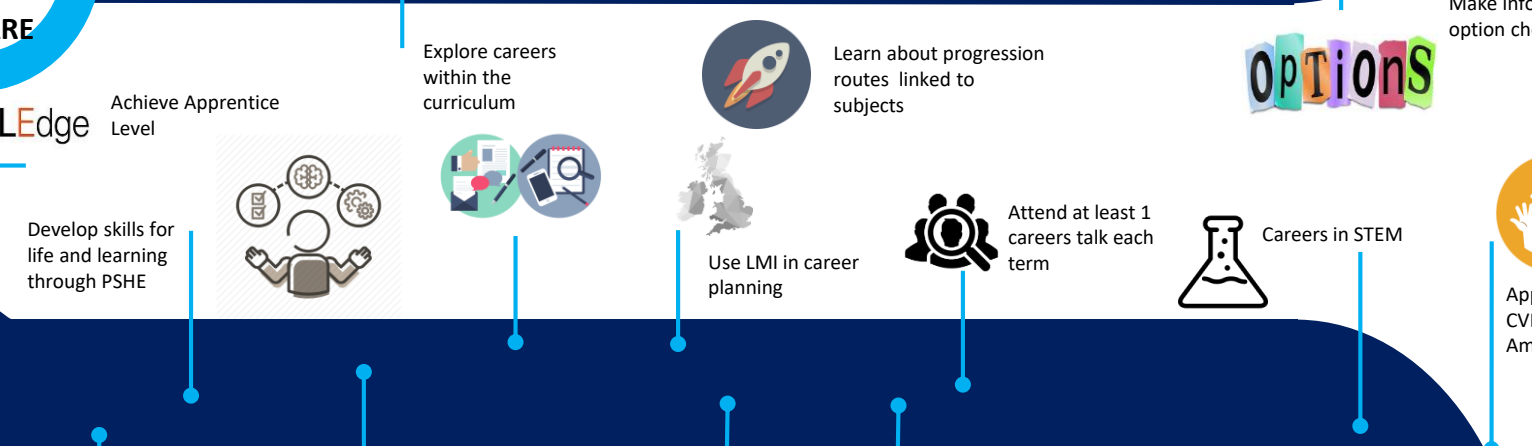 Achieve Apprentice
Level
LEdge
Develop skills for
life and learning
through PSHE
Explore careers
within the
curriculum
Learn about progression
routes linked to
subjects
Use LMI in career
planning
Attend at least 1
careers talk each
term
OPTiOnS
Careers in STEM
option